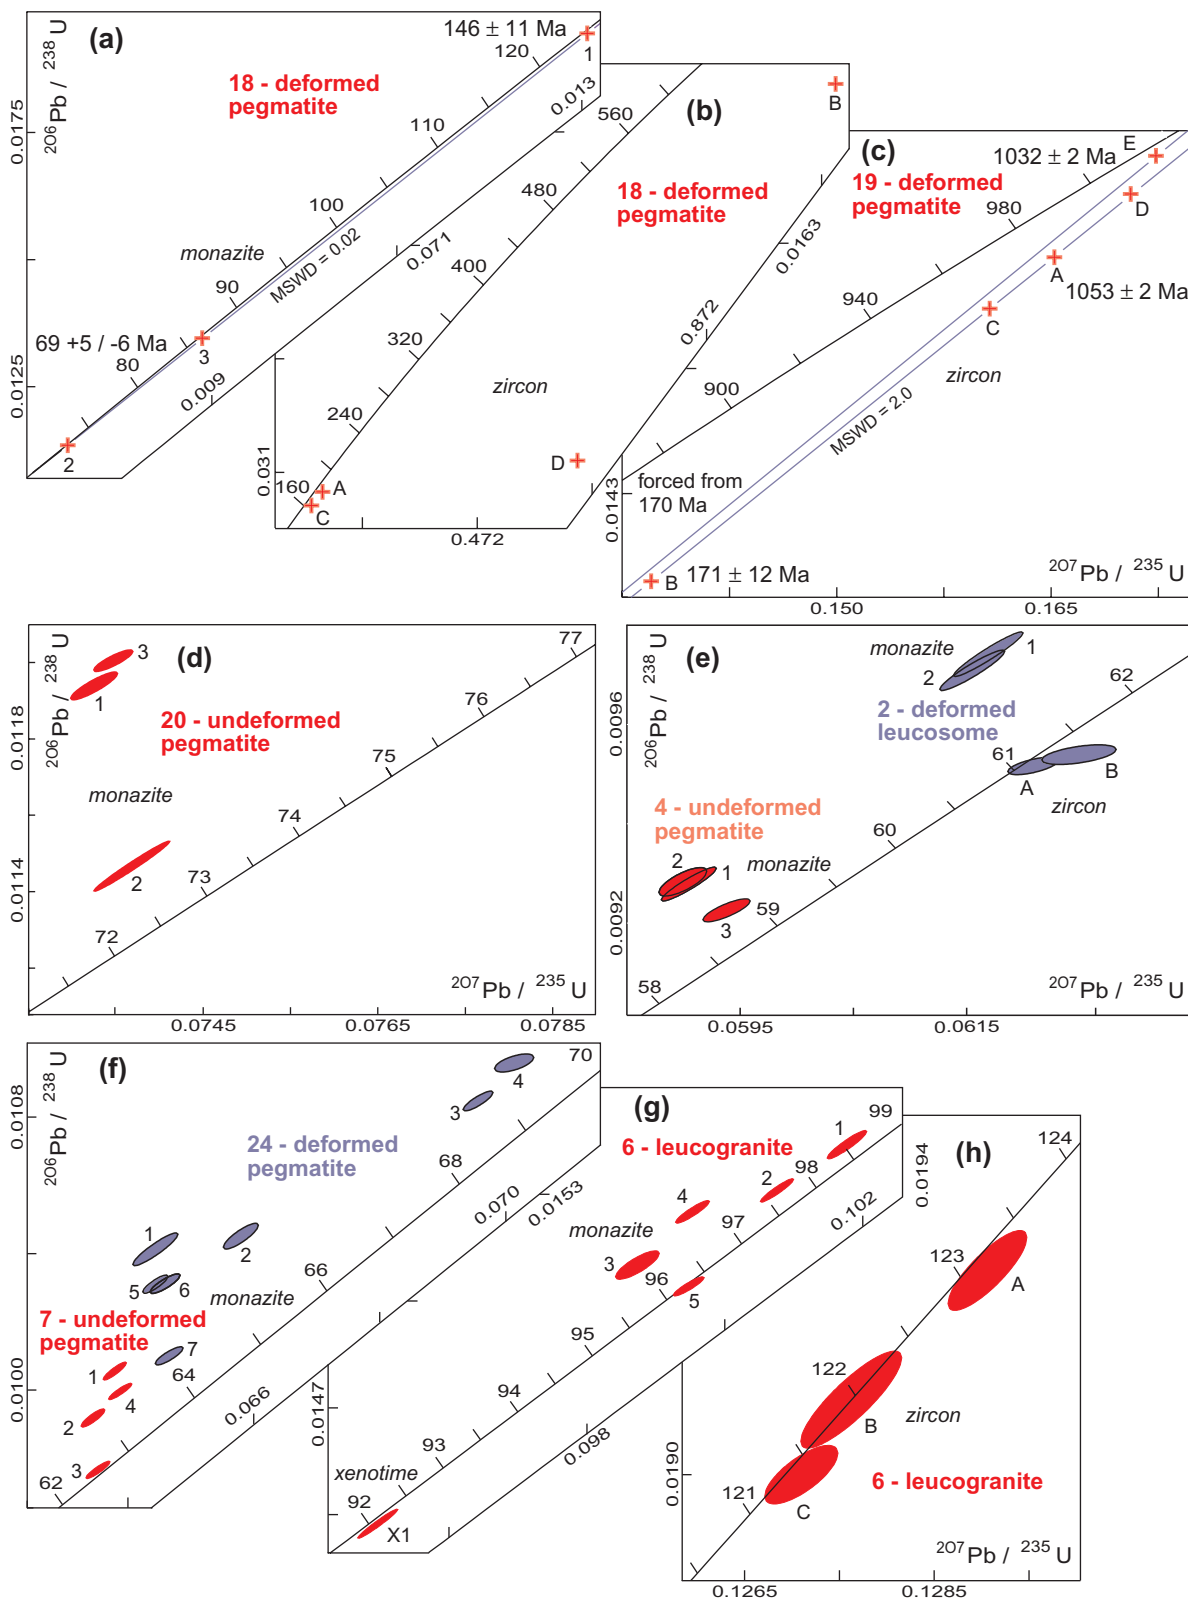 (a)
206Pb / 238U
146 ± 11 Ma
120
1
18 - deformed
pegmatite
110
0.013
0.0175
100
monazite
MSWD = 0.02
0.071
90
69 +5 / -6 Ma
3
80
0.009
0.0125
2
(b)
B
560
18 - deformed
pegmatite
480
0.0163
400
0.872
320
zircon
240
D
0.031
160
A
C
0.472
(c)
E
1032 ± 2 Ma
19 - deformed
pegmatite
D
980
A
1053 ± 2 Ma
940
C
zircon
900
MSWD = 2.0
forced from
170 Ma
0.0143
B
171 ± 12 Ma
207Pb / 235U
0.150
0.165
(d)
206Pb / 238U
77
3
1
76
20 - undeformed
pegmatite
0.0118
75
monazite
74
2
73
0.0114
72
207Pb / 235U
0.0745
0.0765
0.0785
(e)
206Pb / 238U
monazite
1
2
62
2 - deformed
leucosome
0.0096
61
A
B
zircon
4 - undeformed
pegmatite
60
2
1
monazite
3
59
0.0092
58
207Pb / 235U
0.0595
0.0615
(f)
206Pb / 238U
70
4
3
0.0108
24 - deformed
pegmatite
68
0.070
1
2
66
5
6
monazite
7 - undeformed
pegmatite
7
1
64
4
0.0100
0.066
2
3
62
(g)
99
1
6 - leucogranite
98
2
4
97
0.0153
0.102
monazite
3
96
5
95
94
0.0147
93
0.098
xenotime
92
X1
(h)
124
0.0194
123
A
122
B
zircon
0.0190
121
C
6 - leucogranite
207Pb / 235U
0.1265
0.1285